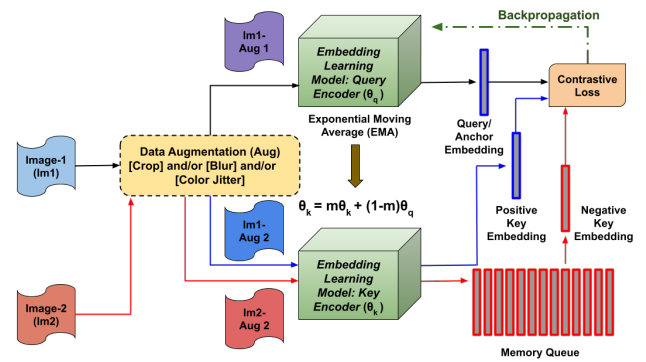 Backpropagation
Im1-
Aug 1
Embedding
Learning
Model: Query
Encoder (θq)
Contrastive
Loss
Exponential Moving
Average (EMA)
Query/
Anchor
Embedding
Image-1
(Im1)
Data Augmentation (Aug)
[Crop] and/or [Blur] and/or
[Color Jitter]
θk = mθk + (1-m)θq
Im1-
Aug 2
Positive
Key
Embedding
Negative
Key
Embedding
Embedding
Learning
Model: Key
Encoder (θk)
Image-2
(Im2)
Im2-
Aug 2
Memory Queue